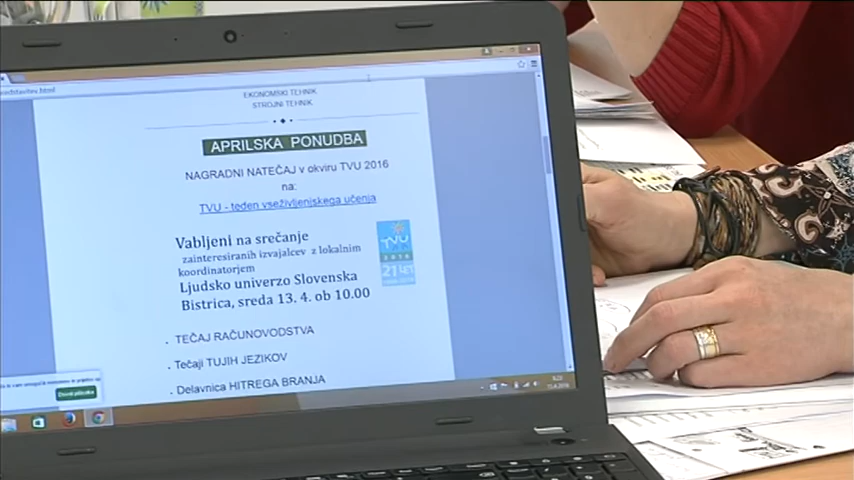 EKONOMSKI TEHNIK
STROJNI TEHNIK
APRILSKA PONUDBA
NAGRADNI NATEČAJ v okviru TVU 2016
na:
TVU - teden vseživljenjskega učenja
Vabljeni na srečanje
zainteresiranih izvajalcev z lokalnim
koordinatorjem
Ljudsko univerzo Slovenska
Bistrica, sreda 13. 4. ob 10.00
TVU
2016
21 LET
• TEČAJ RAČUNOVODSTVA
• Tečaji TUJIH JEZIKOV
• Delavnica HITREGA BRANJA